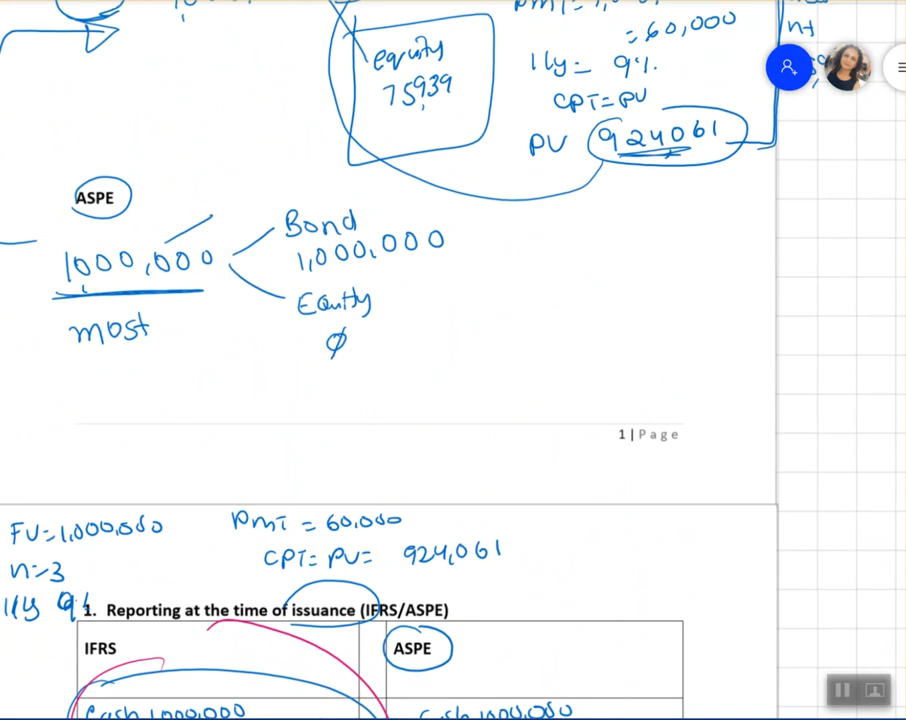 = 60,000
equity
75939
I/y = 9%
CPT = PV
PV 924061
ASPE
1,000,000
most
Bond
1,000,000
Equity
Ø
1 | Page
FV=1,000,000
PMT = 60,000
CPT = PV = 924,061
n=3
I/y 9%
1. Reporting at the time of issuance (IFRS/ASPE)
IFRS
ASPE
Cash 1,000,000
Cash 1,000,000